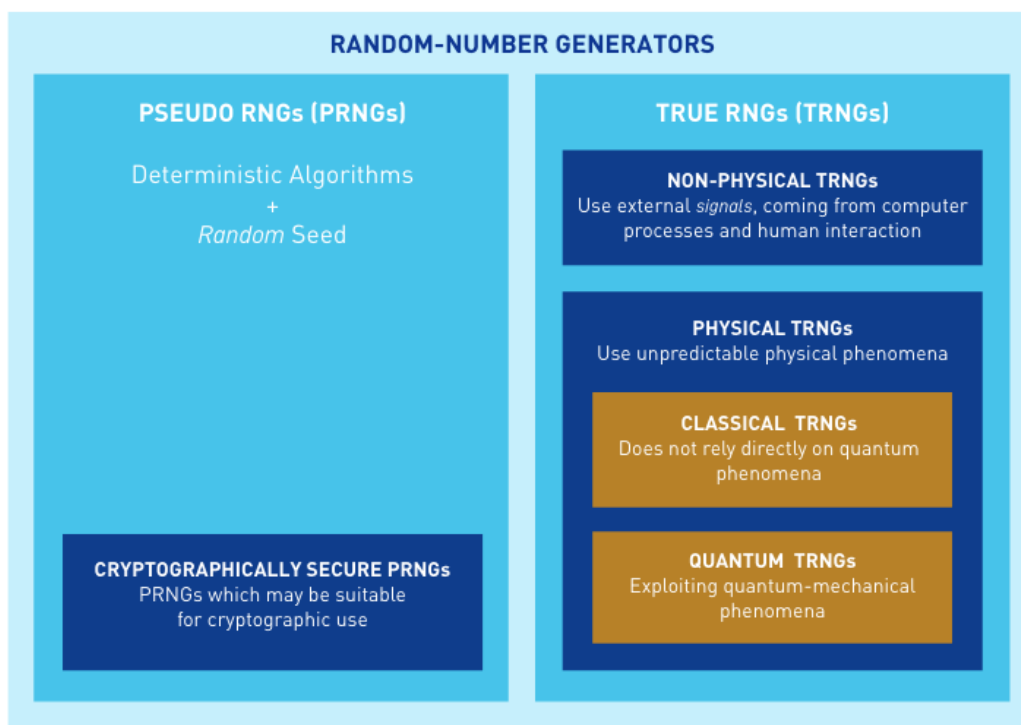 RANDOM-NUMBER GENERATORS
PSEUDO RNGs (PRNGs)
Deterministic Algorithms
+
Random Seed
CRYPTOGRAPHICALLY SECURE PRNGs
PRNGs which may be suitable
for cryptographic use
TRUE RNGs (TRNGs)
NON-PHYSICAL TRNGs
Use external signals, coming from computer
processes and human interaction
PHYSICAL TRNGs
Use unpredictable physical phenomena
CLASSICAL TRNGs
Does not rely directly on quantum
phenomena
QUANTUM TRNGs
Exploiting quantum-mechanical
phenomena